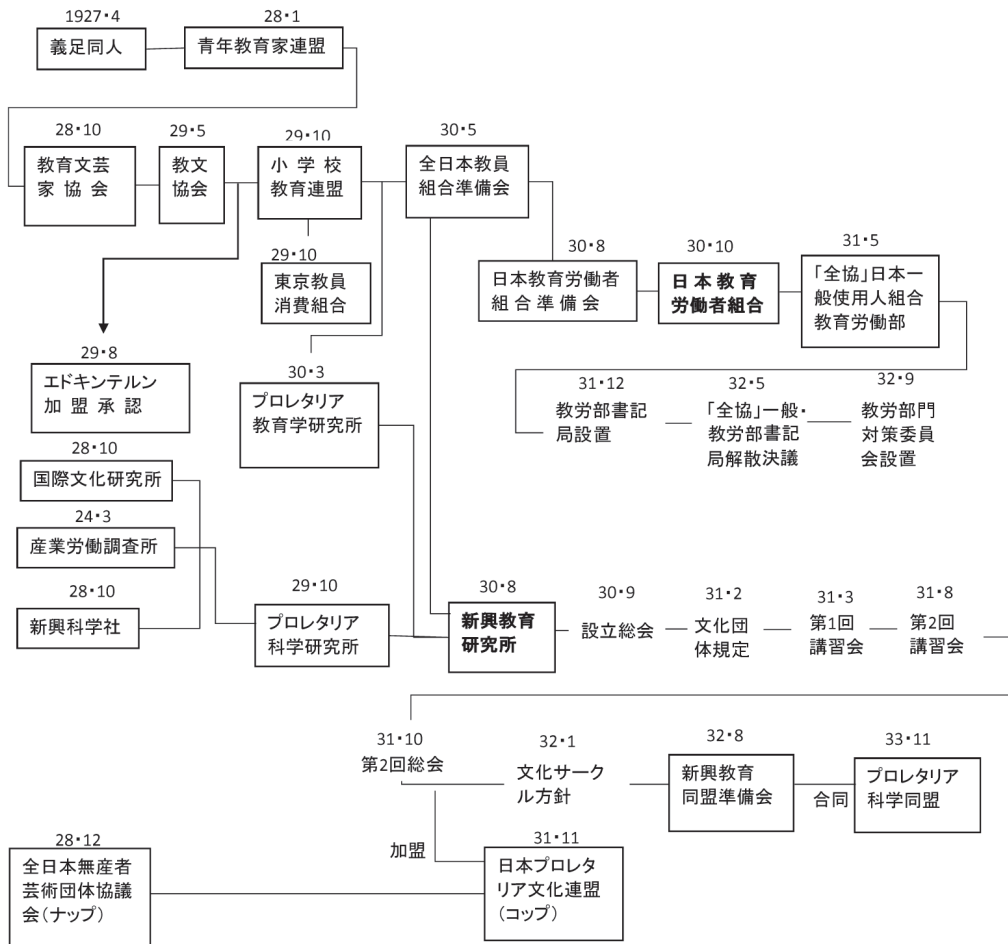 1927・4
義足同人
28・1
青年教育家連盟
28・10
教育文芸
家協会
29・5
教文
協会
29・10
小学校
教育連盟
30・5
全日本教員
組合準備会
29・10
東京教員
消費組合
30・8
日本教育労働者
組合準備会
30・10
日本教育
労働者組合
31・5
「全協」日本一
般使用人組合
教育労働部
29・8
エドキンテルン
加盟承認
30・3
プロレタリア
教育学研究所
31・12
教労部書記
局設置
32・5
「全協」一般・
教労部書記
局解散決議
32・9
教労部門
対策委員
会設置
28・10
国際文化研究所
24・3
産業労働調査所
28・10
新興科学社
29・10
プロレタリア
科学研究所
30・8
新興教育
研究所
30・9
設立総会
31・2
文化団
体規定
31・3
第1回
講習会
31・8
第2回
講習会
31・10
第2回総会
32・1
文化サーク
ル方針
32・8
新興教育
同盟準備会
合同
33・11
プロレタリア
科学同盟
加盟
28・12
全日本無産者
芸術団体協議
会(ナップ)
31・11
日本プロレタ
リア文化連盟
(コップ)